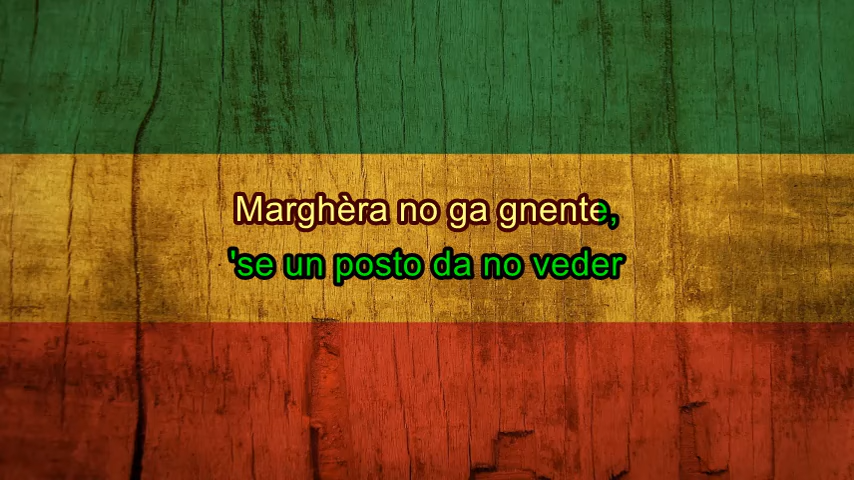 Marghèra no ga gnente,
'se un posto da no veder